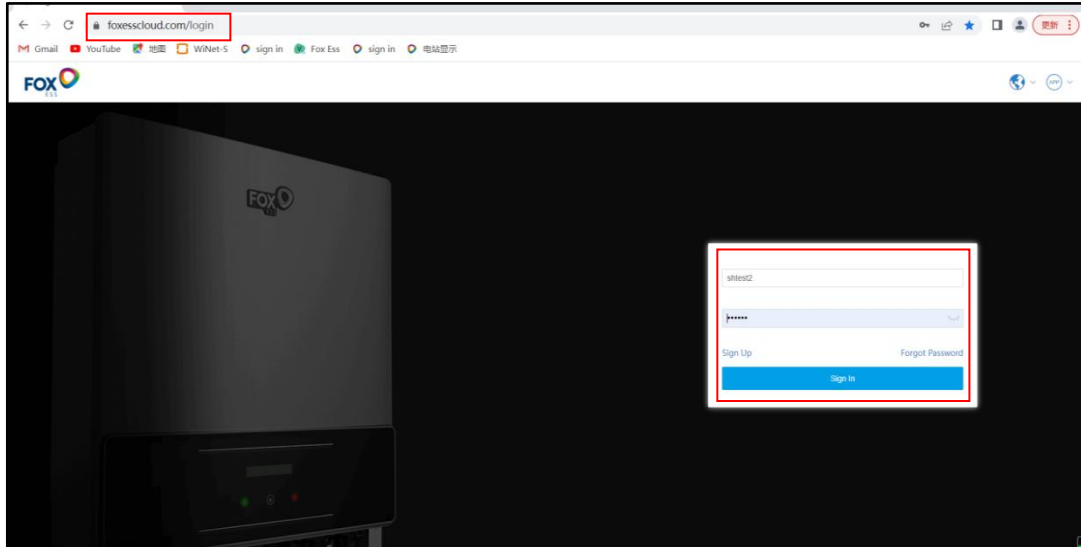 foxesscloud.com/login
更新
Gmail YouTube 地图 WiNet-S sign in Fox Ess sign in 电站显示
FOX
ESS
APP
FOX
ESS
shtest2
••••••
Sign Up Forgot Password
Sign In